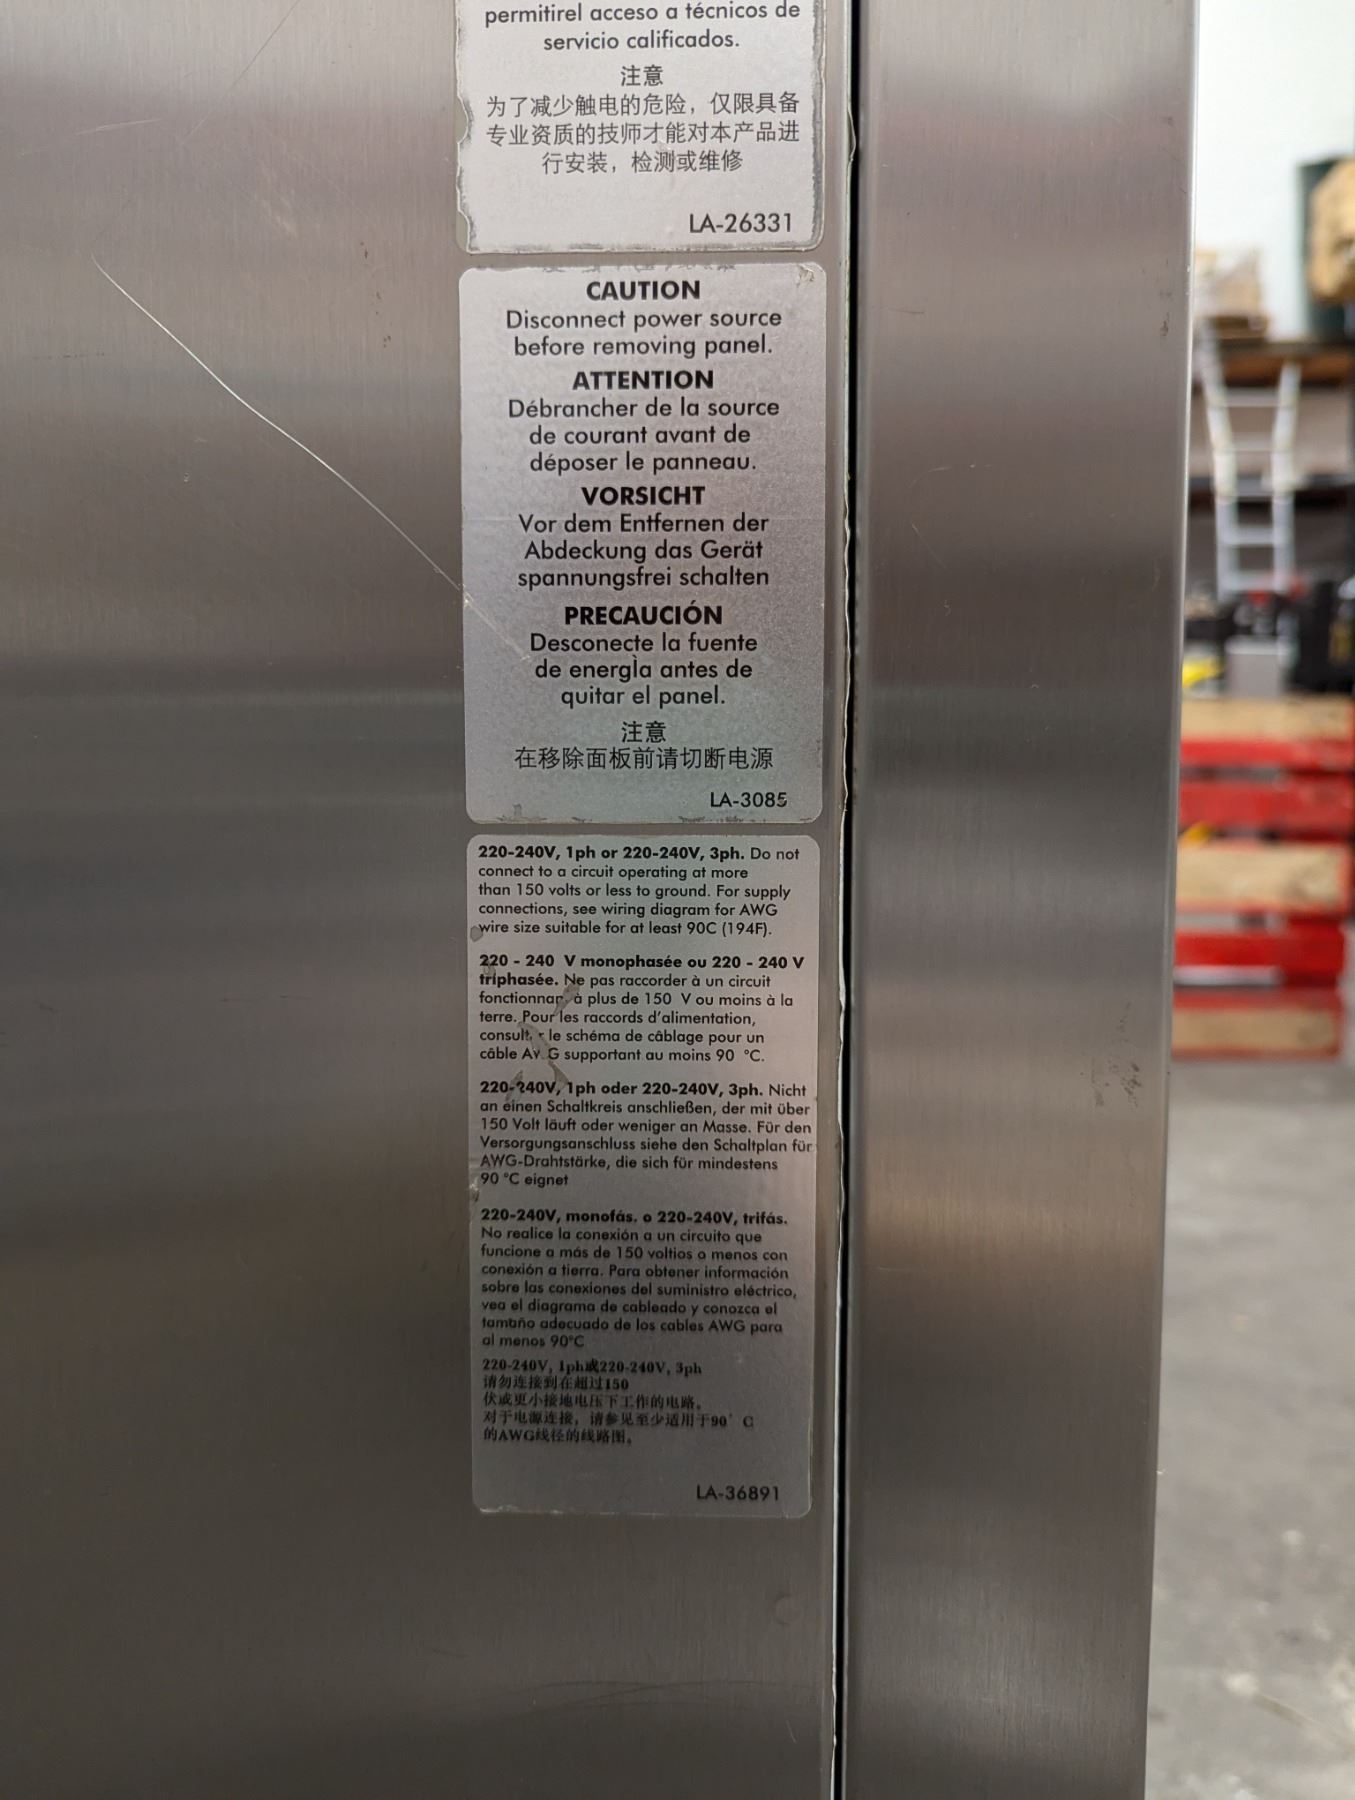 permitirel acceso a técnicos de
servicio calificados.
注意
为了减少触电的危险，仅限具备
专业资质的技师才能对本产品进
行安装，检测或维修
LA-26331
CAUTION
Disconnect power source
before removing panel.
ATTENTION
Débrancher de la source
de courant avant de
déposer le panneau.
VORSICHT
Vor dem Entfernen der
Abdeckung das Gerät
spannungsfrei schalten
PRECAUCIÓN
Desconecte la fuente
de energÌa antes de
quitar el panel.
注意
在移除面板前请切断电源
LA-3085
220-240V, 1ph or 220-240V, 3ph. Do not
connect to a circuit operating at more
than 150 volts or less to ground. For supply
connections, see wiring diagram for AWG
wire size suitable for at least 90C (194F).
220 - 240 V monophasée ou 220 - 240 V
triphasée. Ne pas raccorder à un circuit
fonctionnant à plus de 150 V ou moins à la
terre. Pour les raccords d'alimentation,
consulter le schéma de câblage pour un
câble AWG supportant au moins 90 °C.
220-240V, 1ph oder 220-240V, 3ph. Nicht
an einen Schaltkreis anschließen, der mit über
150 Volt läuft oder weniger an Masse. Für den
Versorgungsanschluss siehe den Schaltplan für
AWG-Drahtstärke, die sich für mindestens
90 °C eignet
220-240V, monofás. o 220-240V, trifás.
No realice la conexión a un circuito que
funcione a más de 150 voltios o menos con
conexión a tierra. Para obtener información
sobre las conexiones del suministro eléctrico,
vea el diagrama de cableado y conozca el
tamaño adecuado de los cables AWG para
al menos 90°C
220-240V, 1ph或220-240V, 3ph
请勿连接到在超过150
伏或更小接地电压下工作的电路。
对于电源连接，请参见至少适用于90°C
的AWG线径的线路图。
LA-36891